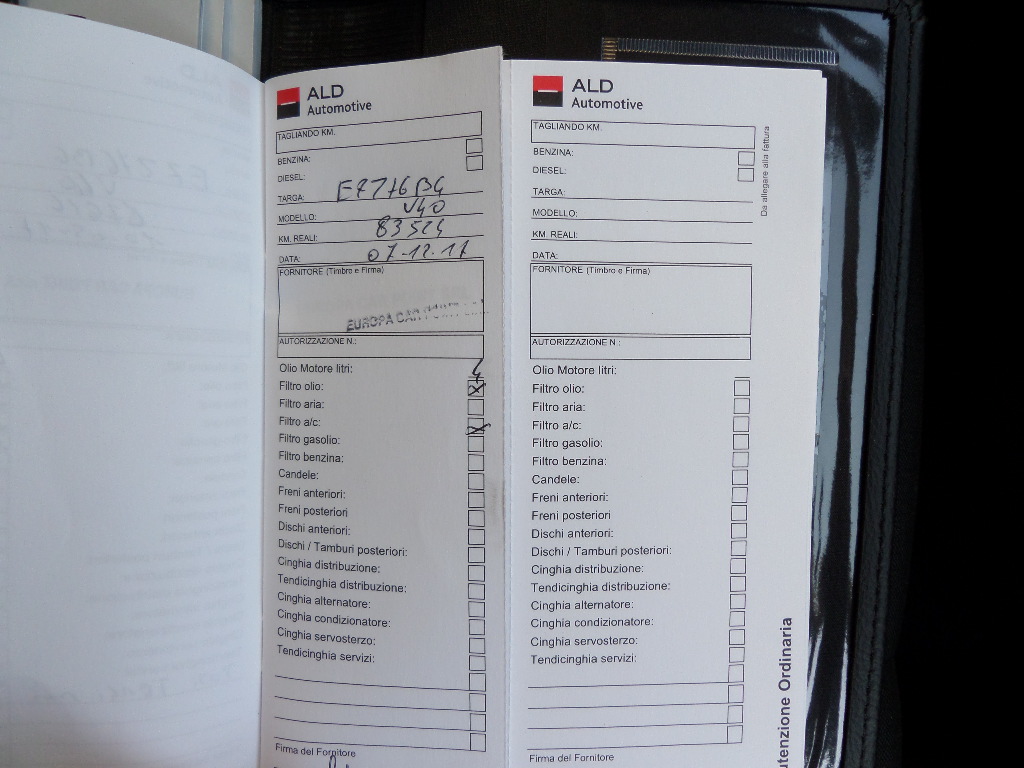 ALD
Automotive
TAGLIANDO KM.
BENZINA:
DIESEL:
TARGA:
MODELLO: V40
KM. REALI: 83524
DATA: 07-12-17
FORNITORE (Timbro e Firma)
EUROPA CAR
AUTORIZZAZIONE N.:
Olio Motore litri: 4
Filtro olio: X
Filtro aria:
Filtro a/c: X
Filtro gasolio:
Filtro benzina:
Candele:
Freni anteriori:
Freni posteriori
Dischi anteriori:
Dischi / Tamburi posteriori:
Cinghia distribuzione:
Tendicinghia distribuzione:
Cinghia alternatore:
Cinghia condizionatore:
Cinghia servosterzo:
Tendicinghia servizi:
Firma del Fornitore
ALD
Automotive
TAGLIANDO KM.
BENZINA:
DIESEL:
TARGA:
MODELLO:
KM. REALI:
DATA:
FORNITORE (Timbro e Firma)
AUTORIZZAZIONE N.:
Olio Motore litri:
Filtro olio:
Filtro aria:
Filtro a/c:
Filtro gasolio:
Filtro benzina:
Candele:
Freni anteriori:
Freni posteriori
Dischi anteriori:
Dischi / Tamburi posteriori:
Cinghia distribuzione:
Tendicinghia distribuzione:
Cinghia alternatore:
Cinghia condizionatore:
Cinghia servosterzo:
Tendicinghia servizi:
Firma del Fornitore
Da allegare alla fattura
utenzione Ordinaria